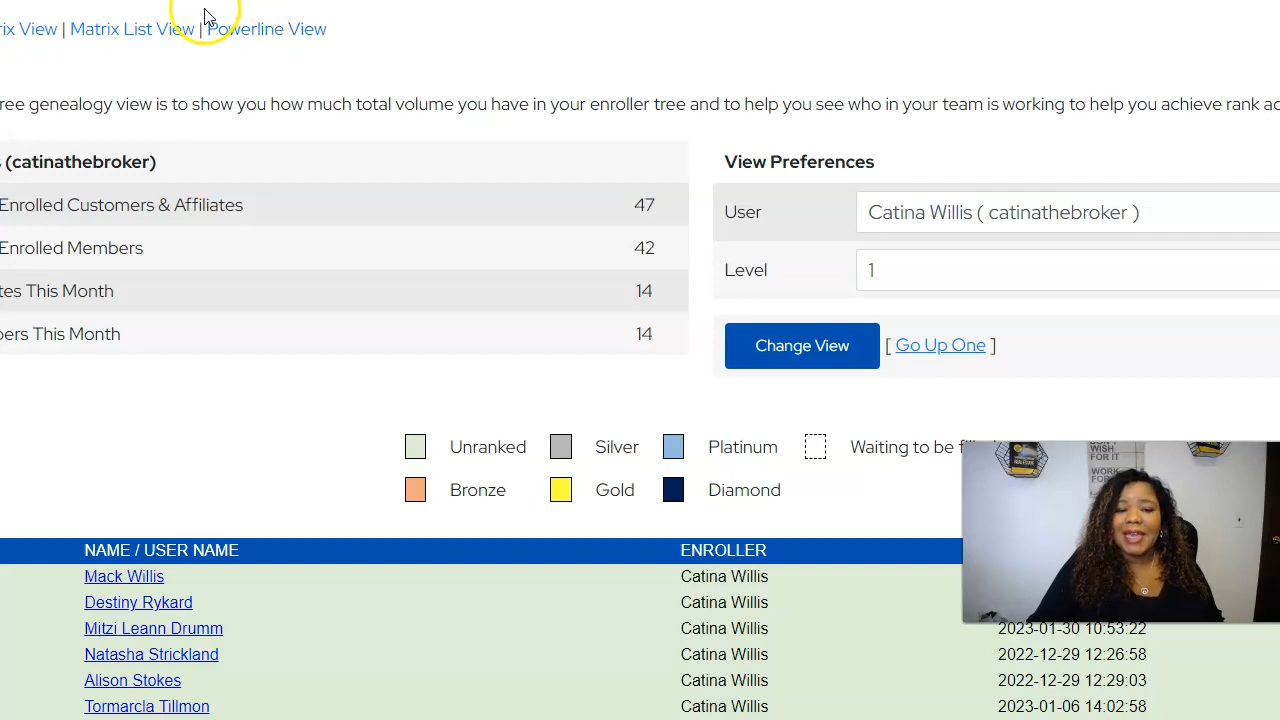 rix View | Matrix List View | Powerline View
ree genealogy view is to show you how much total volume you have in your enroller tree and to help you see who in your team is working to help you achieve rank ac
s (catinathebroker)
View Preferences
Enrolled Customers & Affiliates 47
User Catina Willis ( catinathebroker )
Enrolled Members 42
Level 1
tes This Month 14
bers This Month 14
Change View [ Go Up One ]
Unranked Silver Platinum Waiting to be
Bronze Gold Diamond
WISH
FOR IT
WORK
NAME / USER NAME ENROLLER
Mack Willis Catina Willis
Destiny Rykard Catina Willis
Mitzi Leann Drumm Catina Willis 2023-01-30 10:53:22
Natasha Strickland Catina Willis 2022-12-29 12:26:58
Alison Stokes Catina Willis 2022-12-29 12:29:03
Tormarcla Tillmon Catina Willis 2023-01-06 14:02:58